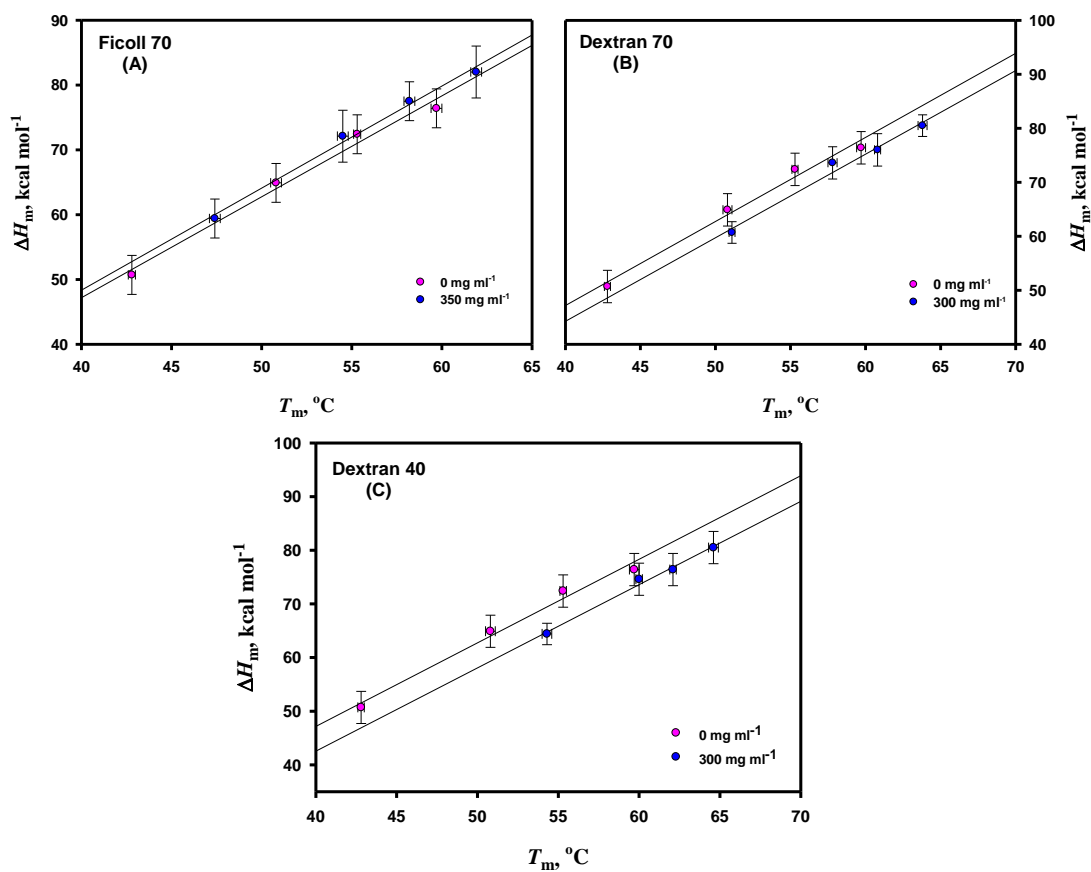 Ficoll 70
(A)
ΔHm, kcal mol-1
90
80
70
60
50
40
0 mg ml-1
350 mg ml-1
40 45 50 55 60 65
Tm, oC
Dextran 70
(B)
100
90
80
70
60
50
40
ΔHm, kcal mol-1
0 mg ml-1
300 mg ml-1
40 45 50 55 60 65 70
Tm, oC
Dextran 40
(C)
ΔHm, kcal mol-1
100
90
80
70
60
50
40
0 mg ml-1
300 mg ml-1
40 45 50 55 60 65 70
Tm, oC